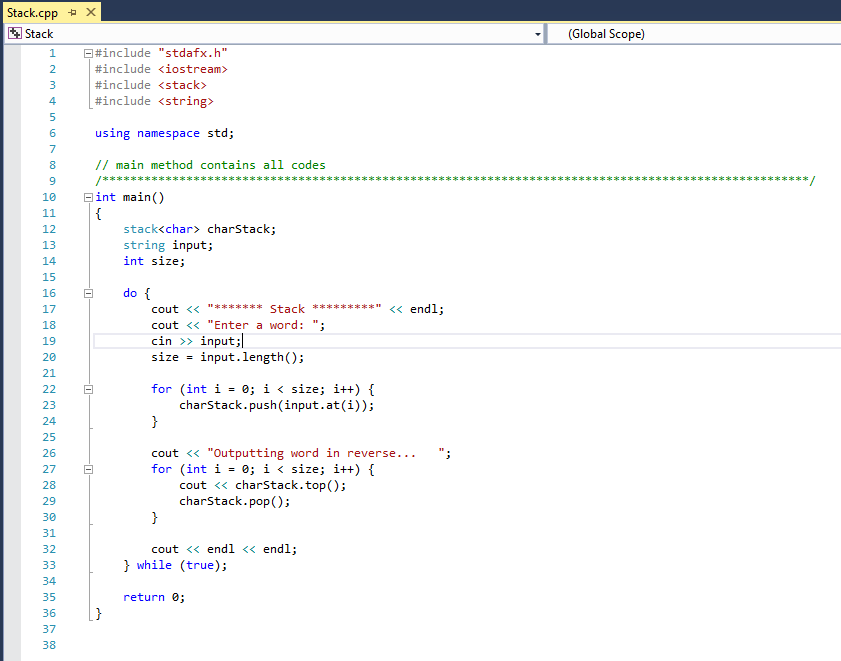 Stack.cpp
Stack (Global Scope)
1 #include "stdafx.h"
2 #include <iostream>
3 #include <stack>
4 #include <string>
5
6 using namespace std;
7
8 // main method contains all codes
9 /*****************************************************************************************************/
10 int main()
11 {
12 stack<char> charStack;
13 string input;
14 int size;
15
16 do {
17 cout << "******* Stack *********" << endl;
18 cout << "Enter a word: ";
19 cin >> input;
20 size = input.length();
21
22 for (int i = 0; i < size; i++) {
23 charStack.push(input.at(i));
24 }
25
26 cout << "Outputting word in reverse...   ";
27 for (int i = 0; i < size; i++) {
28 cout << charStack.top();
29 charStack.pop();
30 }
31
32 cout << endl << endl;
33 } while (true);
34
35 return 0;
36 }
37
38